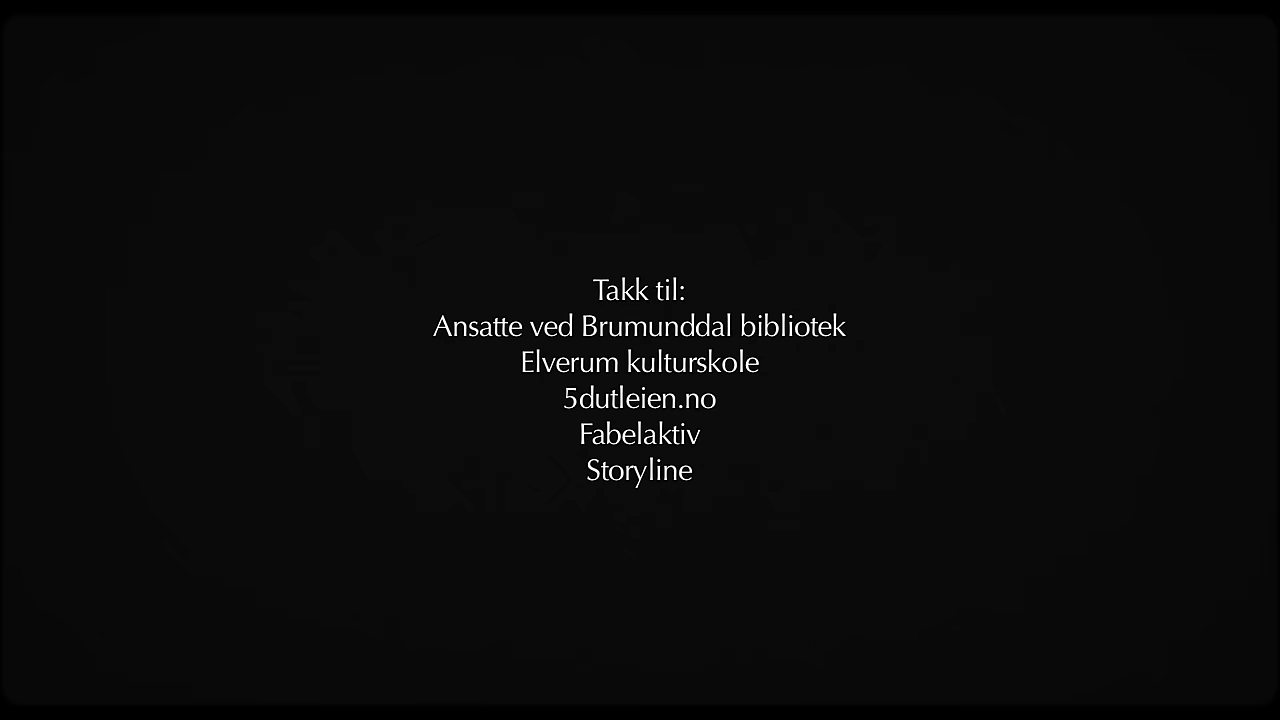 Takk til:
Ansatte ved Brumunddal bibliotek
Elverum kulturskole
5dutleien.no
Fabelaktiv
Storyline